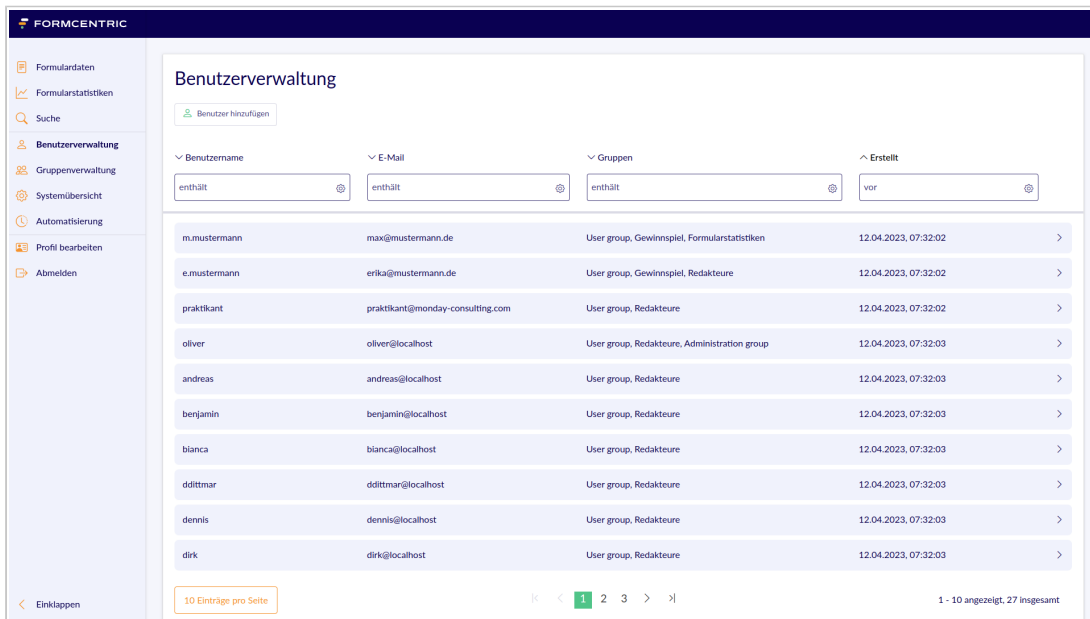 FORMCENTRIC
Formulardaten
Formularstatistiken
Suche
Benutzerverwaltung
Gruppenverwaltung
Systemübersicht
Automatisierung
Profil bearbeiten
Abmelden
Einklappen
Benutzerverwaltung
Benutzer hinzufügen
Benutzername E-Mail Gruppen Erstellt
enthält enthält enthält vor
m.mustermann max@mustermann.de User group, Gewinnspiel, Formularstatistiken 12.04.2023, 07:32:02
e.mustermann erika@mustermann.de User group, Gewinnspiel, Redakteure 12.04.2023, 07:32:02
praktikant praktikant@monday-consulting.com User group, Redakteure 12.04.2023, 07:32:02
oliver oliver@localhost User group, Redakteure, Administration group 12.04.2023, 07:32:03
andreas andreas@localhost User group, Redakteure 12.04.2023, 07:32:03
benjamin benjamin@localhost User group, Redakteure 12.04.2023, 07:32:03
bianca bianca@localhost User group, Redakteure 12.04.2023, 07:32:03
ddittmar ddittmar@localhost User group, Redakteure 12.04.2023, 07:32:03
dennis dennis@localhost User group, Redakteure 12.04.2023, 07:32:03
dirk dirk@localhost User group, Redakteure 12.04.2023, 07:32:03
10 Einträge pro Seite 1 2 3 1 - 10 angezeigt, 27 insgesamt